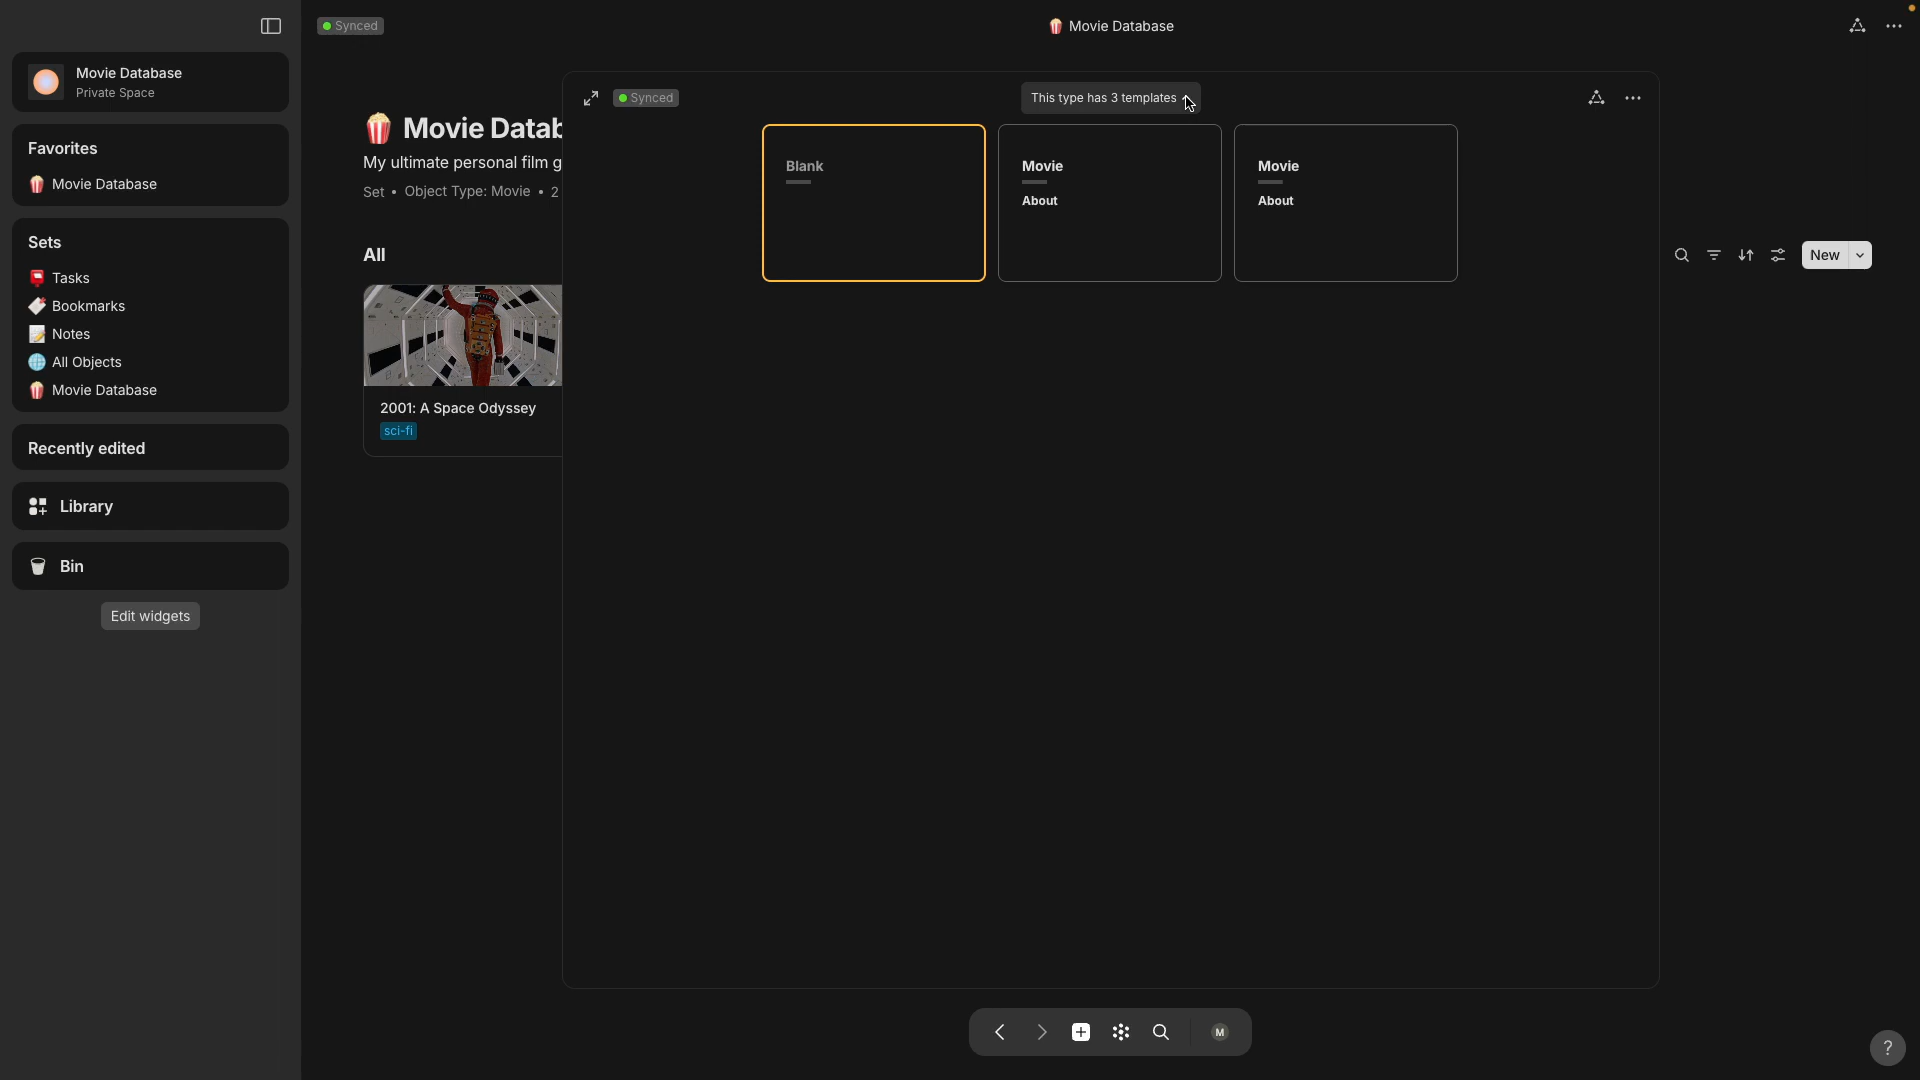 Synced
Movie Database
Movie Database
Private Space
Favorites
Movie Database
Sets
Tasks
Bookmarks
Notes
All Objects
Movie Database
Recently edited
Library
Bin
Edit widgets
Movie Datab
My ultimate personal film g
Set • Object Type: Movie • 2
All
2001: A Space Odyssey
sci-fi
Synced
This type has 3 templates
Blank
Movie
About
Movie
About
New
M
?